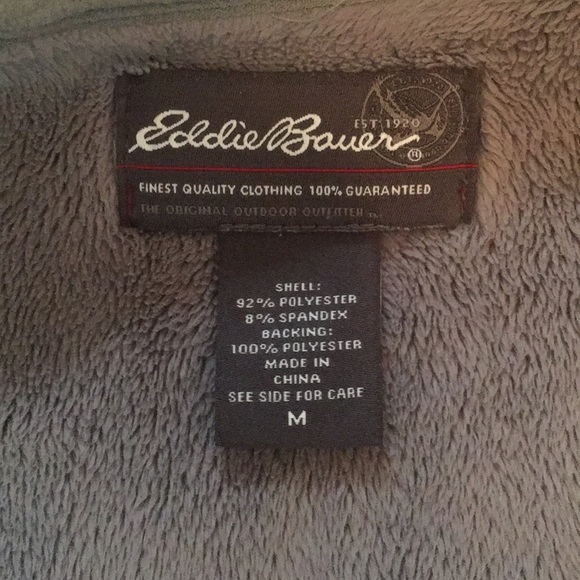 Eddie Bauer ®
EST. 1920
FINEST QUALITY CLOTHING 100% GUARANTEED
THE ORIGINAL OUTDOOR OUTFITTER ™
SHELL:
92% POLYESTER
8% SPANDEX
BACKING:
100% POLYESTER
MADE IN
CHINA
SEE SIDE FOR CARE
M